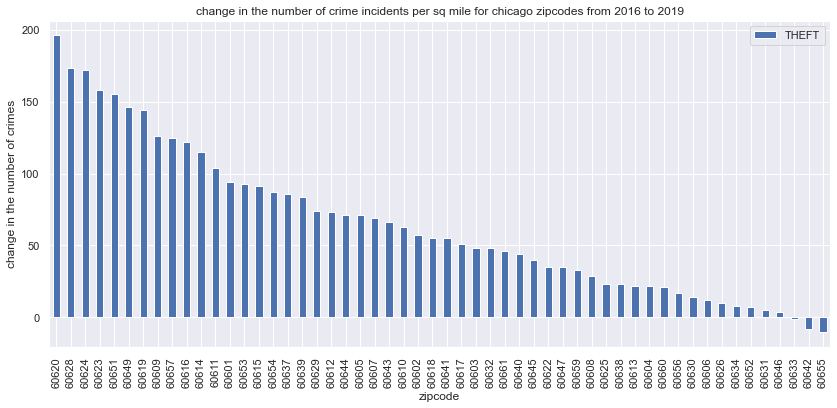 change in the number of crime incidents per sq mile for chicago zipcodes from 2016 to 2019
THEFT
200
150
100
50
0
change in the number of crimes
60620 60628 60624 60623 60651 60649 60619 60609 60657 60616 60614 60611 60601 60653 60615 60654 60637 60639 60629 60612 60644 60605 60607 60643 60610 60602 60618 60641 60617 60603 60632 60661 60640 60645 60622 60647 60659 60608 60625 60638 60613 60604 60660 60656 60630 60606 60626 60634 60652 60631 60646 60633 60642 60655
zipcode